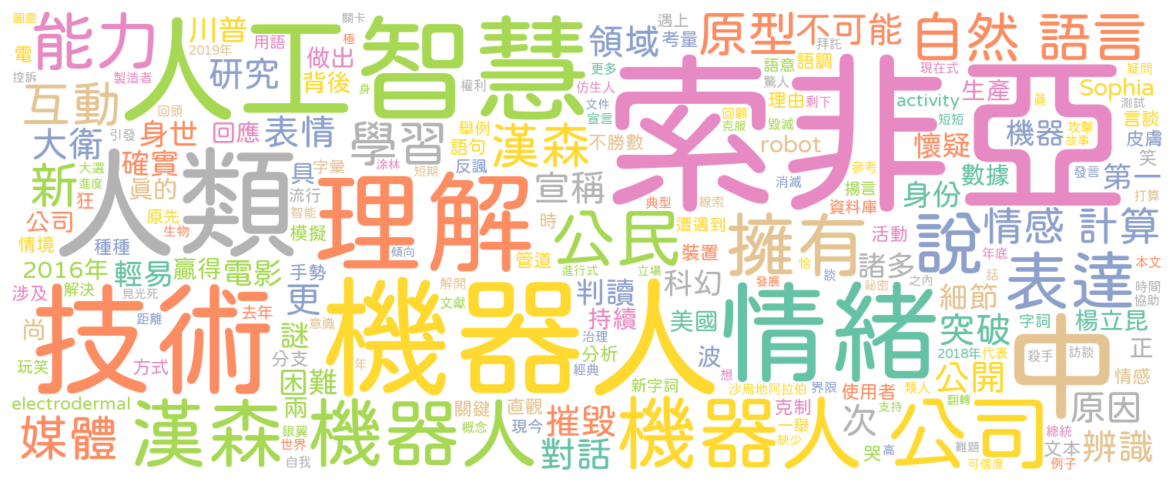 圖靈
能力
人工智慧
川普
2019年
用語
關卡
極
做出
電
控訴
製造者
研究
背後
權利
身
領域
遇上
考量
更多
仿生人
原型
不可能
拜託
驚人
自然 語言
現在式
疑問
語意
語調
文件
宣言
理由
剩下
activity
生產
Sophia
測試
互動
回頭
索非亞
大衛
引發
身世
回應
表情
學習
舉例
語句
反諷
漢森
不勝數
回顧
克服
毀滅
robot
懷疑
機器
攻擊
故事
言談
皮膚
笑
確實
大選
進度
狂
新
真的
字彙
具
流行
涂林
短期
人類
理解
宣稱
典型
線索
消滅
參考
揚言
資料庫
身份
數據
發言
第一
打算
公司
原先
生物
智能
模擬
情境
種種
時
公民
遭遇到
擁有
活動
說
情感 計算
年底
2016年
輕易
贏得
電影
手勢
傾向
管道
進行式
立場
裝置
科幻
發展
恰
談
諸多
祕密
之內
表達
話
本文
時間
協助
涉及
解決
見光死
去年
距離
技術
更
意識
解開
文獻
機器人
判讀
治理
持續
美國
情緒
細節
突破
字詞
楊立昆
尚
玩笑
方式
謎
分支
年
困難
經典
分析
波
想
新字詞
沙烏地阿拉伯
界限
類人
2018年
代表
公開
翻轉
中
殺手
訪談
情感
正
electrodermal
媒體
漢森 機器人
兩
銀翼
世界
自我
關鍵
概念
直觀
現今
摧毀
對話
機器人 公司
克制
一舉
缺少
使用者
支持
次
哭
高
難題
可信度
總統
文本
例子
原因
辨識